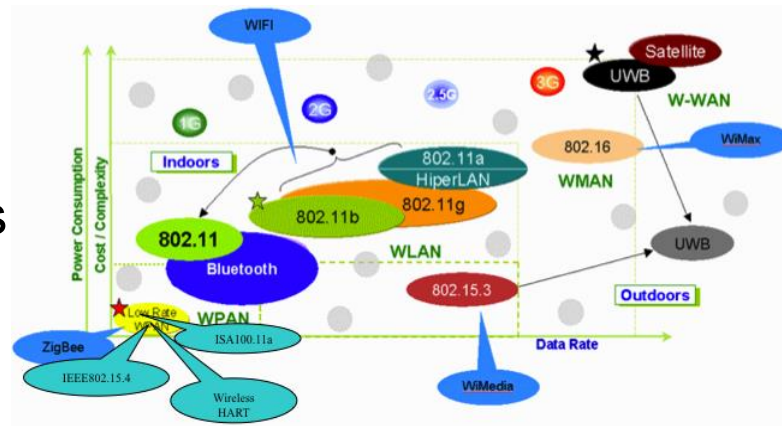 WIFI
Satellite
UWB
W-WAN
3G
2.5G
2G
1G
802.16
WiMax
WMAN
Indoors
802.11a
HiperLAN
802.11g
802.11b
802.11
WLAN
UWB
Bluetooth
802.15.3
Outdoors
Power Consumption
Cost / Complexity
s
Low Rate
WPAN
WPAN
ISA100.11a
Data Rate
ZigBee
IEEE802.15.4
Wireless
HART
WiMedia